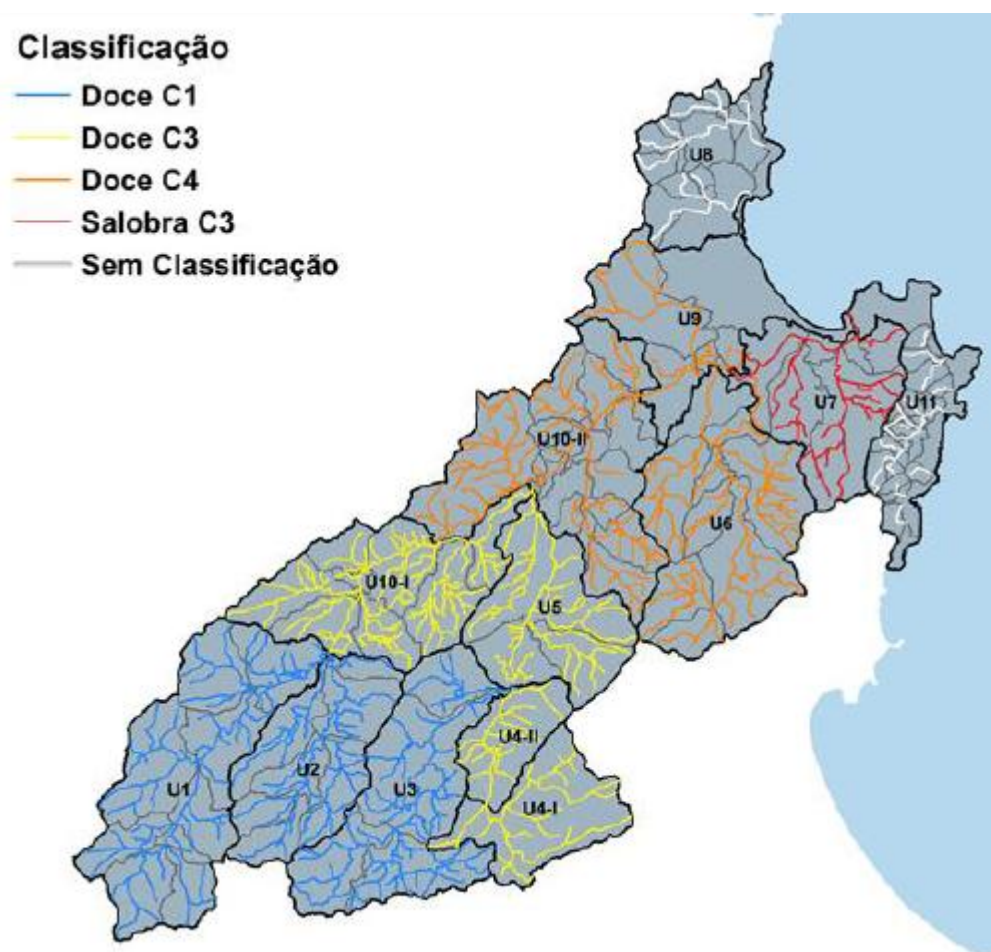 Classificação
Doce C1
Doce C3
Doce C4
Salobra C3
Sem Classificação
U8
U9
U7
U11
U10-II
U6
U10-I
U5
U4-II
U2
U1
U3
U4-I